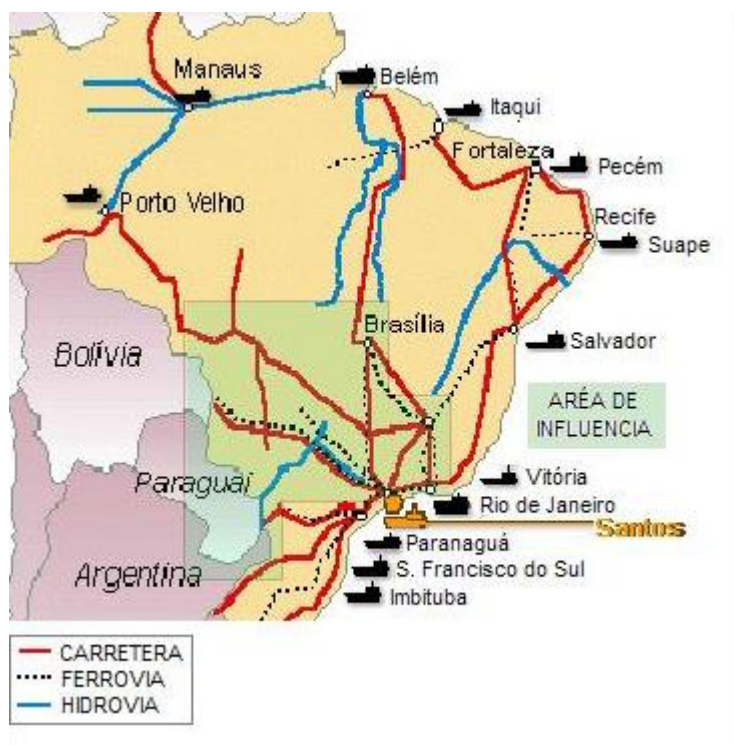 Manaus
Belém
Itaqui
Fortaleza
Pecém
Porto Velho
Recife
Suape
Brasília
Salvador
Bolívia
ARÉA DE
INFLUENCIA
Paraguai
Vitória
Rio de Janeiro
Santos
Paranaguá
Argentina
S. Francisco do Sul
Imbituba
CARRETERA
FERROVIA
HIDROVIA